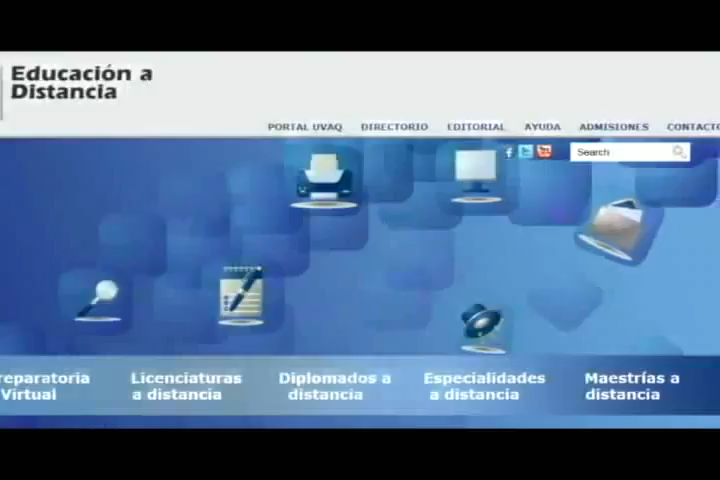 Educación a
Distancia
PORTAL UVAQ DIRECTORIO EDITORIAL AYUDA ADMISIONES CONTACTO
Search
Licenciaturas
a distancia
Diplomados a
distancia
Especialidades
a distancia
Maestrías a
distancia
reparatoria
Virtual